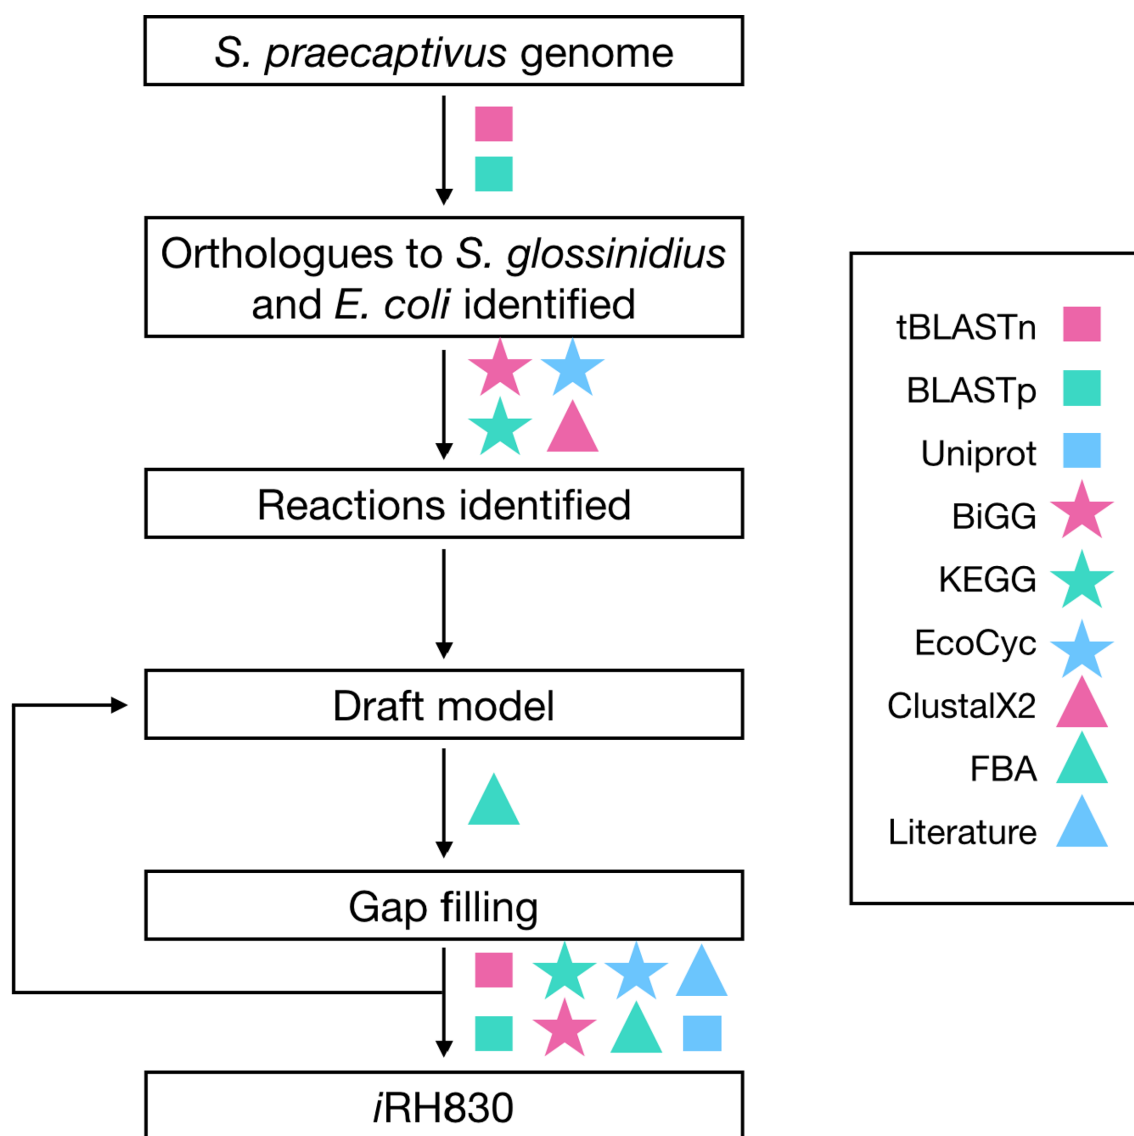 S. praecaptivus genome
Orthologues to S. glossinidius
and E. coli identified
Reactions identified
Draft model
Gap filling
iRH830
tBLASTn
BLASTp
Uniprot
BiGG
KEGG
EcoCyc
ClustalX2
FBA
Literature